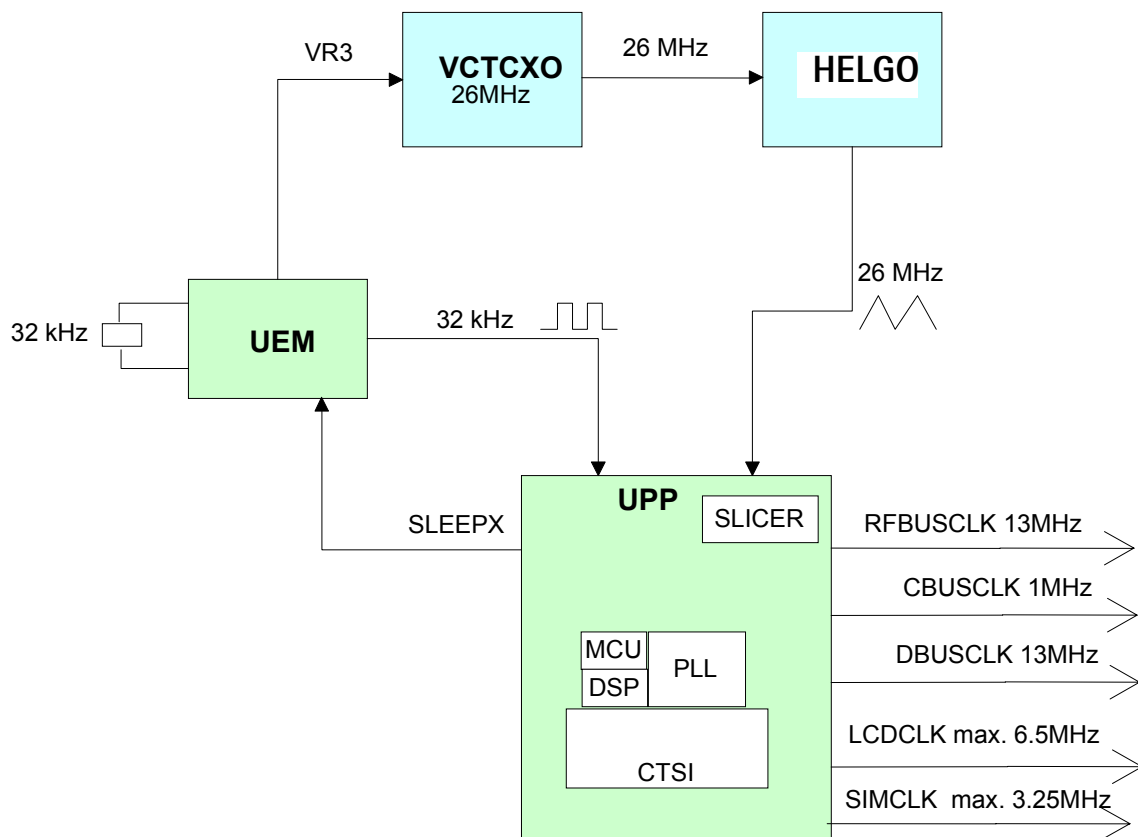 VR3
VCTCXO
26MHz
26 MHz
HELGO
26 MHz
32 kHz
UEM
32 kHz
SLEEPX
UPP
SLICER
MCU
DSP
PLL
CTSI
RFBUSCLK 13MHz
CBUSCLK 1MHz
DBUSCLK 13MHz
LCDCLK max. 6.5MHz
SIMCLK max. 3.25MHz